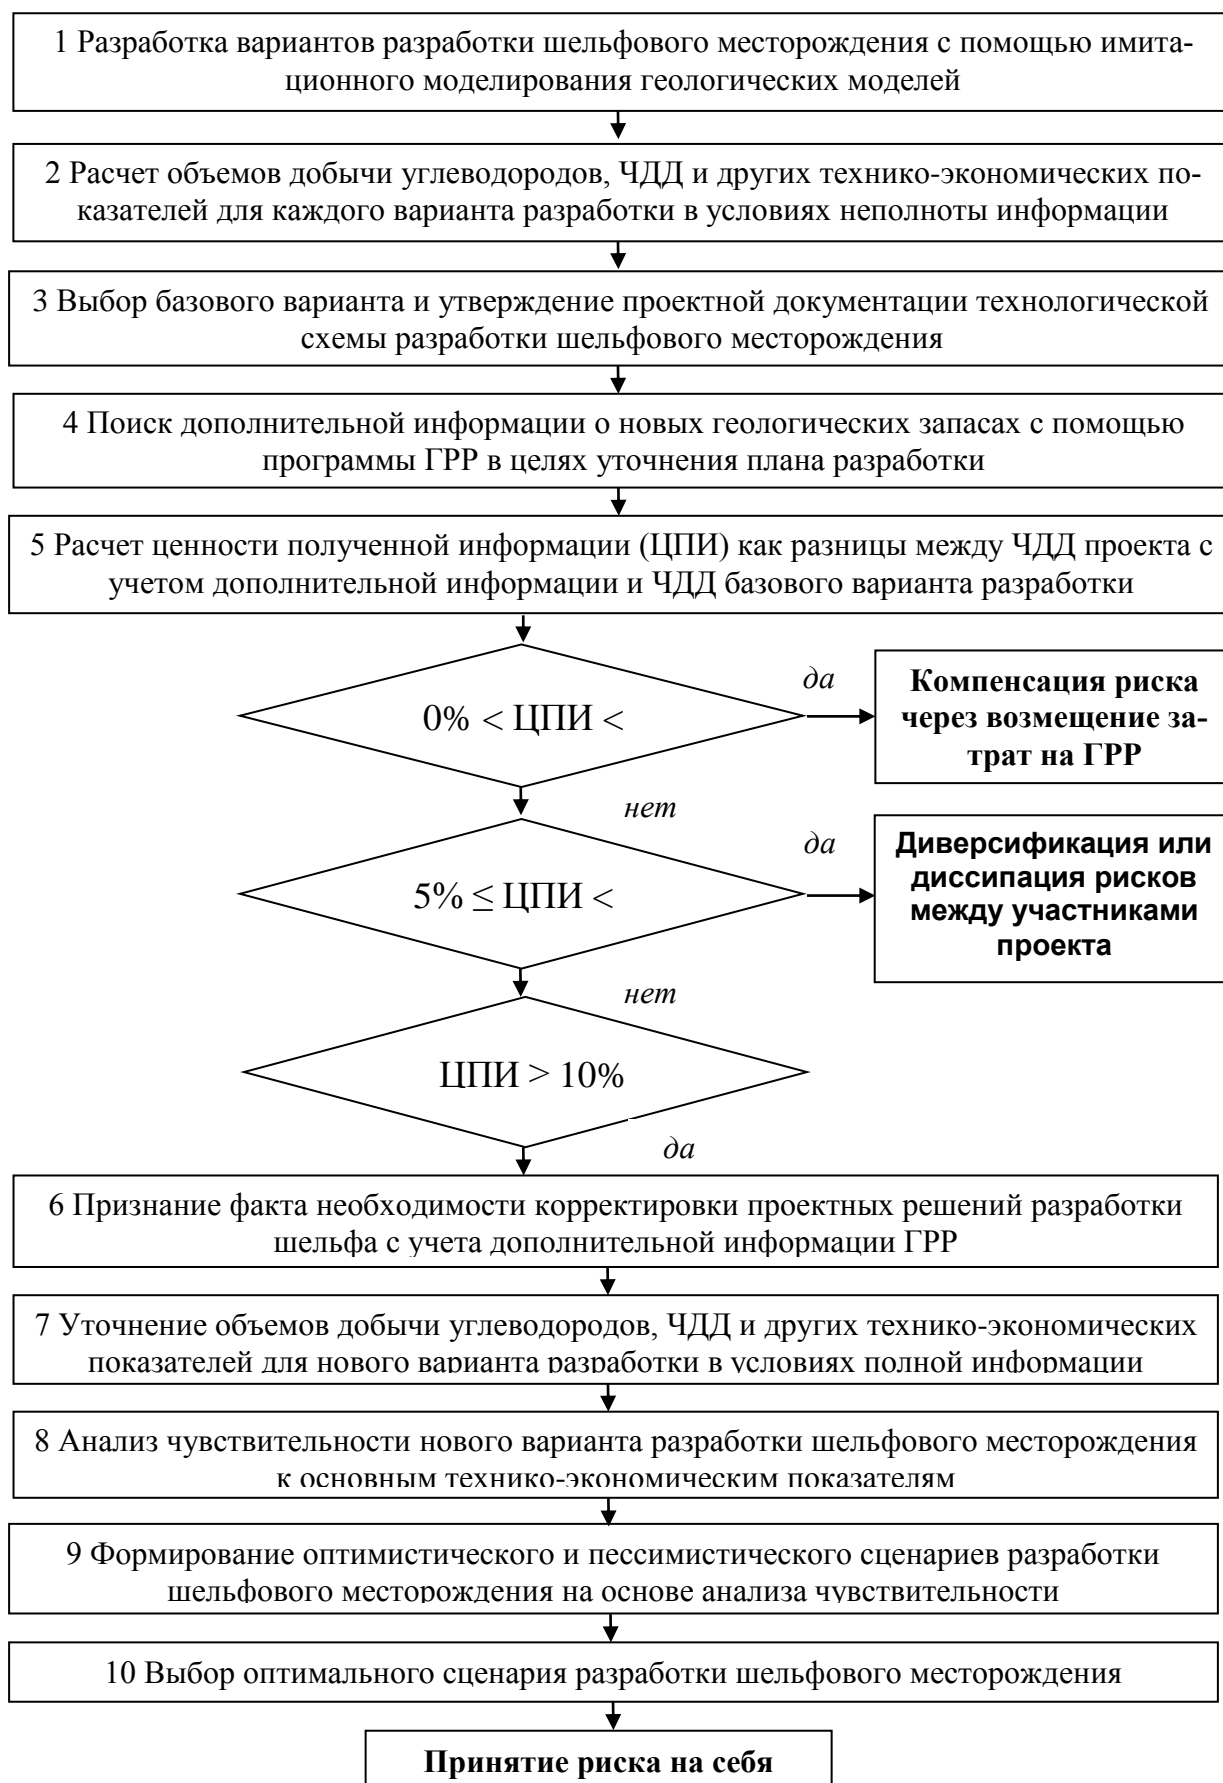 1 Разработка вариантов разработки шельфового месторождения с помощью имита-
ционного моделирования геологических моделей
2 Расчет объемов добычи углеводородов, ЧДД и других технико-экономических по-
казателей для каждого варианта разработки в условиях неполноты информации
3 Выбор базового варианта и утверждение проектной документации технологической
схемы разработки шельфового месторождения
4 Поиск дополнительной информации о новых геологических запасах с помощью
программы ГРР в целях уточнения плана разработки
5 Расчет ценности полученной информации (ЦПИ) как разницы между ЧДД проекта с
учетом дополнительной информации и ЧДД базового варианта разработки
0% < ЦПИ <
да
Компенсация риска
через возмещение за-
трат на ГРР
нет
5% ≤ ЦПИ <
да
Диверсификация или
диссипация рисков
между участниками
проекта
нет
ЦПИ > 10%
да
6 Признание факта необходимости корректировки проектных решений разработки
шельфа с учета дополнительной информации ГРР
7 Уточнение объемов добычи углеводородов, ЧДД и других технико-экономических
показателей для нового варианта разработки в условиях полной информации
8 Анализ чувствительности нового варианта разработки шельфового месторождения
к основным технико-экономическим показателям
9 Формирование оптимистического и пессимистического сценариев разработки
шельфового месторождения на основе анализа чувствительности
10 Выбор оптимального сценария разработки шельфового месторождения
Принятие риска на себя